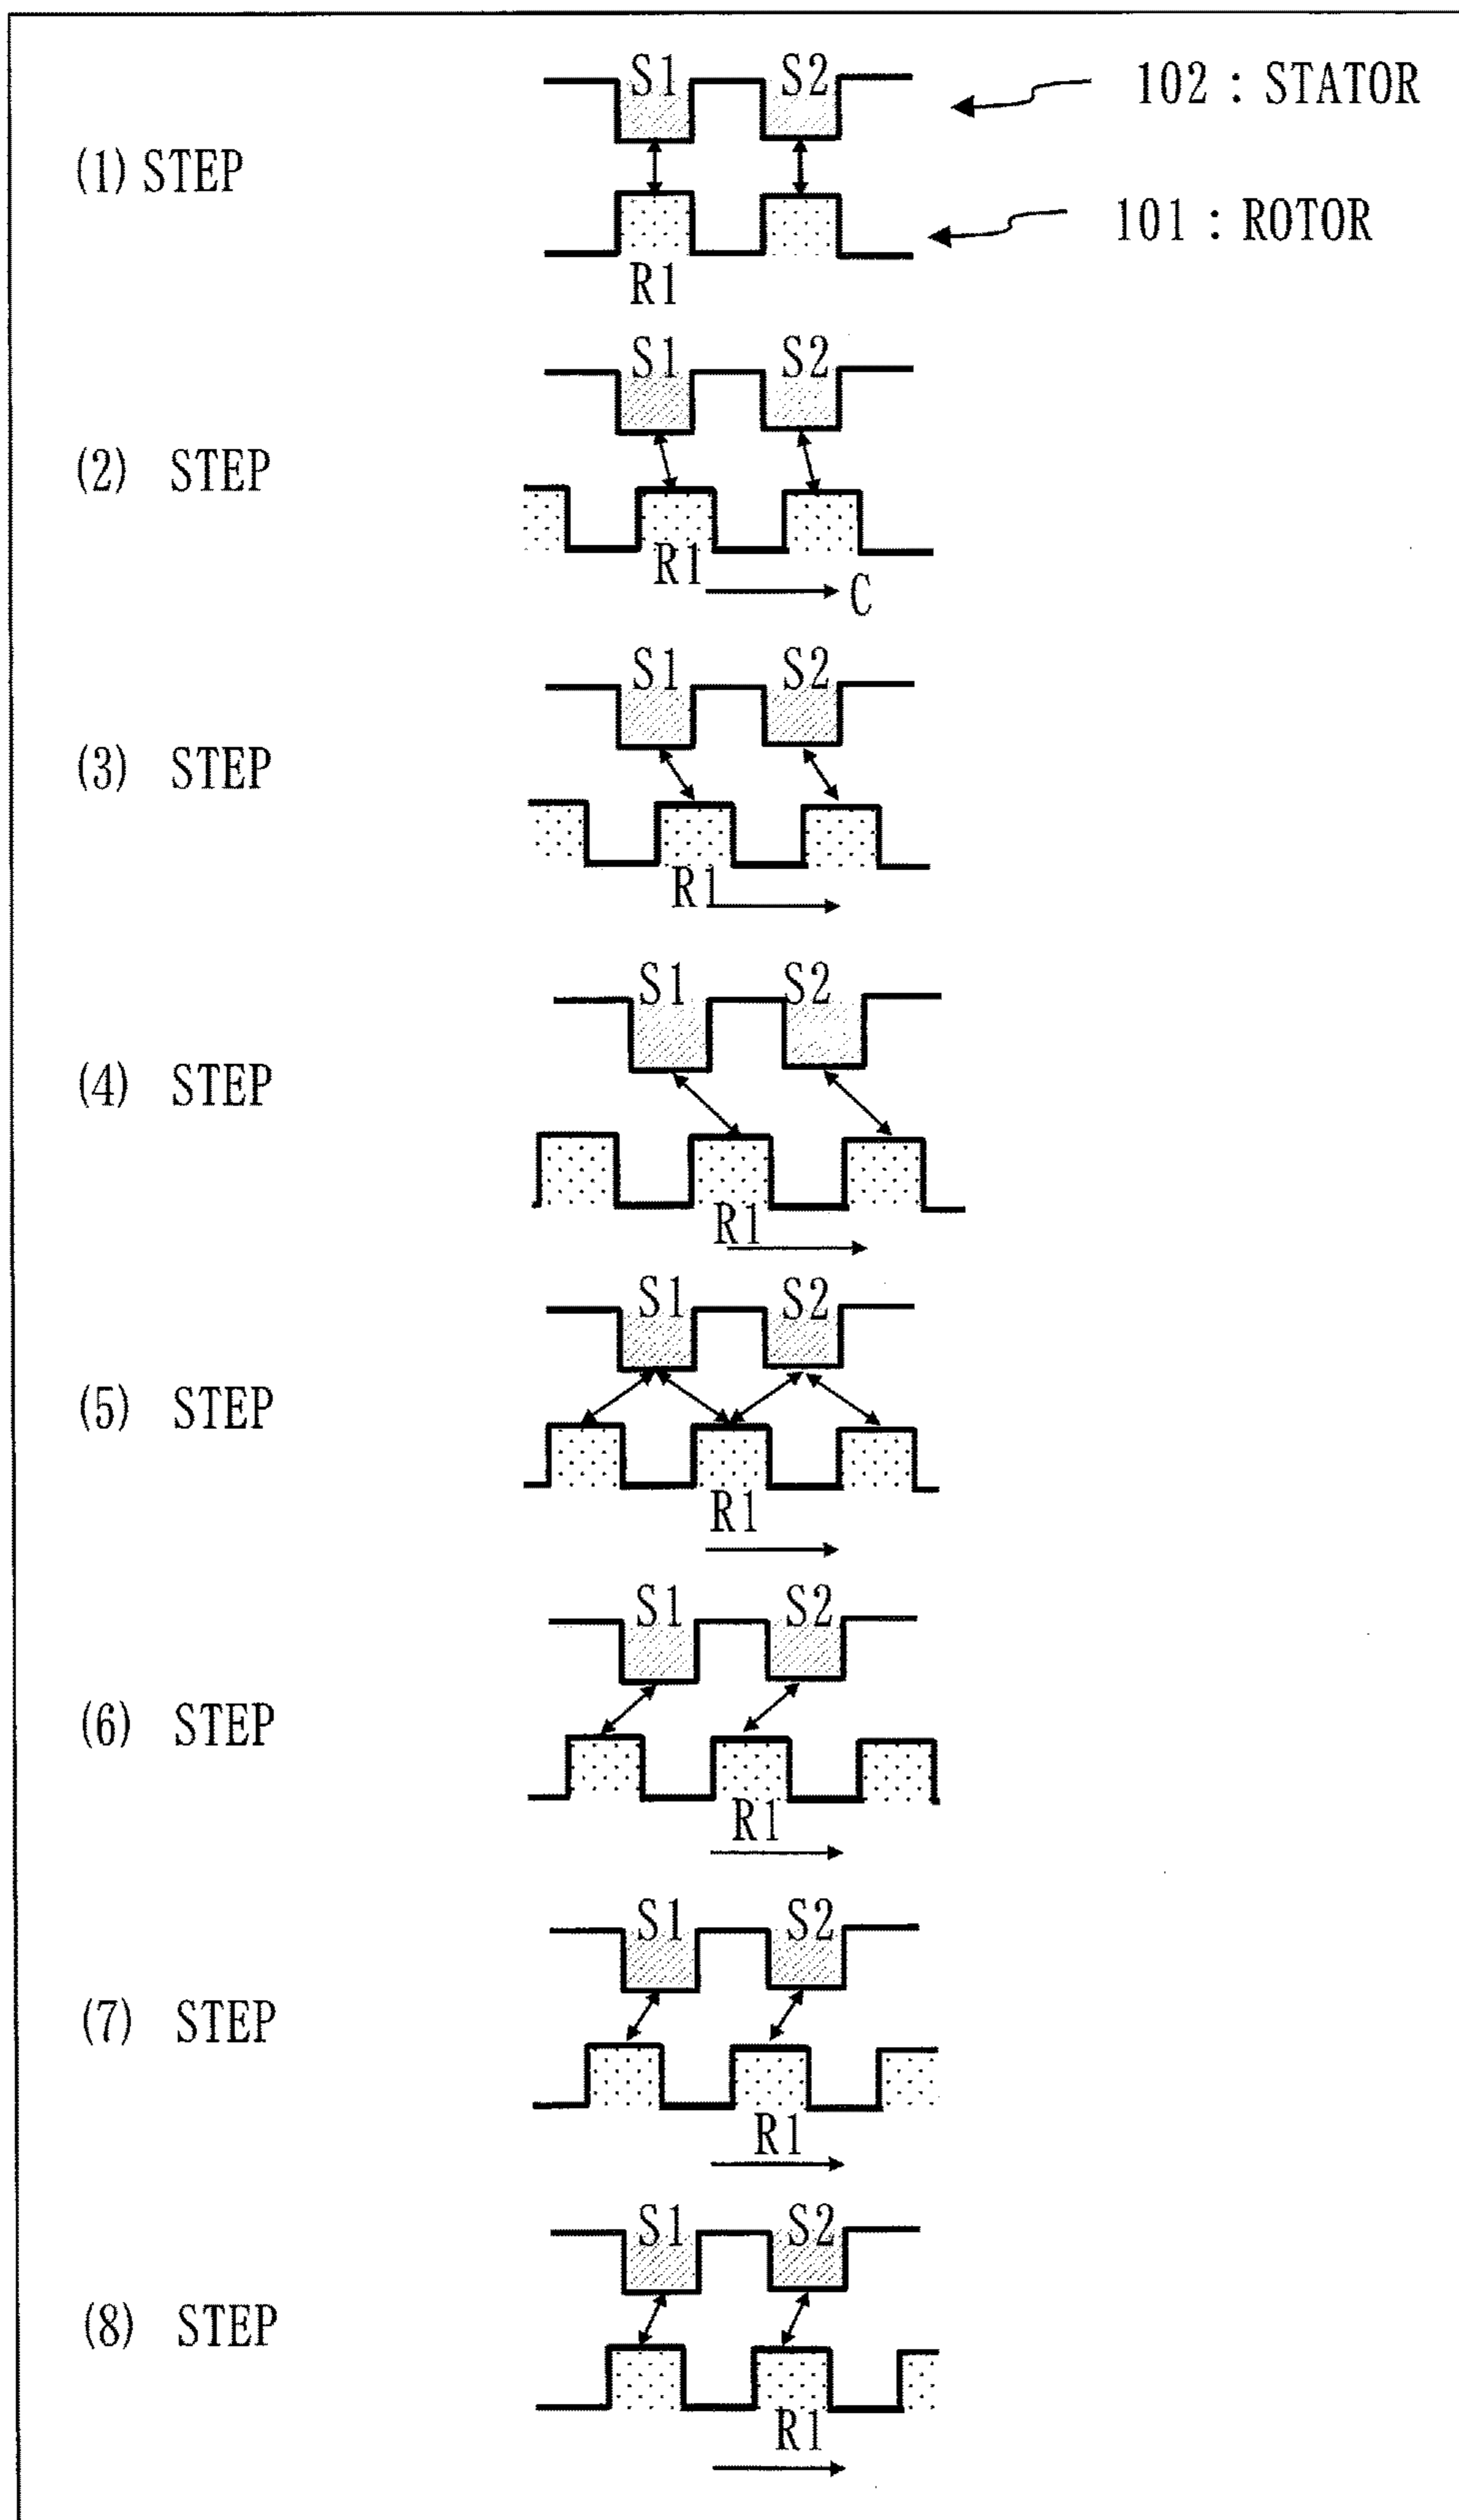 S1 S2
102 : STATOR
(1) STEP
101 : ROTOR
R1
S1 S2
(2) STEP
R1
C
S1 S2
(3) STEP
R1
S1 S2
(4) STEP
R1
S1 S2
(5) STEP
R1
S1 S2
(6) STEP
R1
S1 S2
(7) STEP
R1
S1 S2
(8) STEP
R1